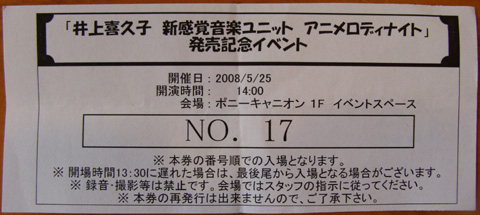 「井上喜久子 新感覚音楽ユニット アニメロディナイト」
発売記念イベント
開催日：2008/5/25
開演時間： 14:00
会場：ポニーキャニオン 1F イベントスペース
NO. 17
※ 本券の番号順での入場となります。
※ 開場時間13:30に遅れた場合は、最後尾から入場となる場合がございます。
※ 録音・撮影等は禁止です。会場ではスタッフの指示に従ってください。
※ 本券の再発行は出来ませんので、ご了承下さい。